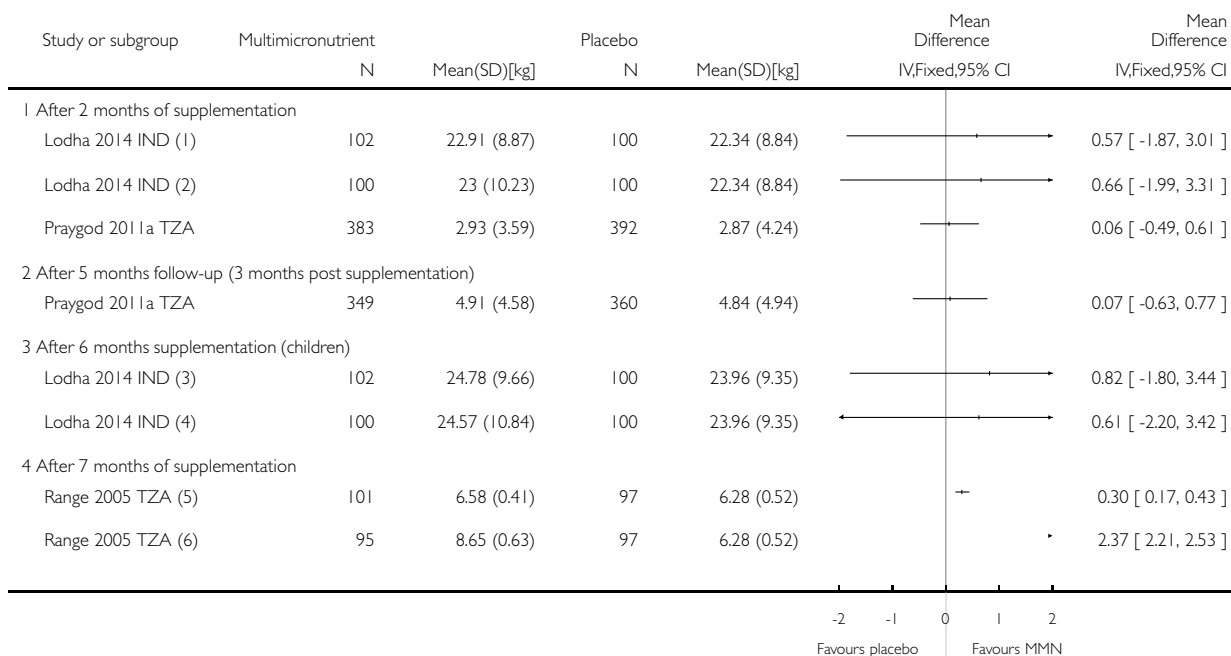 Mean Mean
Study or subgroup Multimicronutrient Placebo Difference Difference
N Mean(SD)[kg] N Mean(SD)[kg] IV,Fixed,95% CI IV,Fixed,95% CI
1 After 2 months of supplementation
Lodha 2014 IND (1) 102 22.91 (8.87) 100 22.34 (8.84) 0.57 [ -1.87, 3.01 ]
Lodha 2014 IND (2) 100 23 (10.23) 100 22.34 (8.84) 0.66 [ -1.99, 3.31 ]
Praygod 2011a TZA 383 2.93 (3.59) 392 2.87 (4.24) 0.06 [ -0.49, 0.61 ]
2 After 5 months follow-up (3 months post supplementation)
Praygod 2011a TZA 349 4.91 (4.58) 360 4.84 (4.94) 0.07 [ -0.63, 0.77 ]
3 After 6 months supplementation (children)
Lodha 2014 IND (3) 102 24.78 (9.66) 100 23.96 (9.35) 0.82 [ -1.80, 3.44 ]
Lodha 2014 IND (4) 100 24.57 (10.84) 100 23.96 (9.35) 0.61 [ -2.20, 3.42 ]
4 After 7 months of supplementation
Range 2005 TZA (5) 101 6.58 (0.41) 97 6.28 (0.52) 0.30 [ 0.17, 0.43 ]
Range 2005 TZA (6) 95 8.65 (0.63) 97 6.28 (0.52) 2.37 [ 2.21, 2.53 ]
-2 -1 0 1 2
Favours placebo Favours MMN